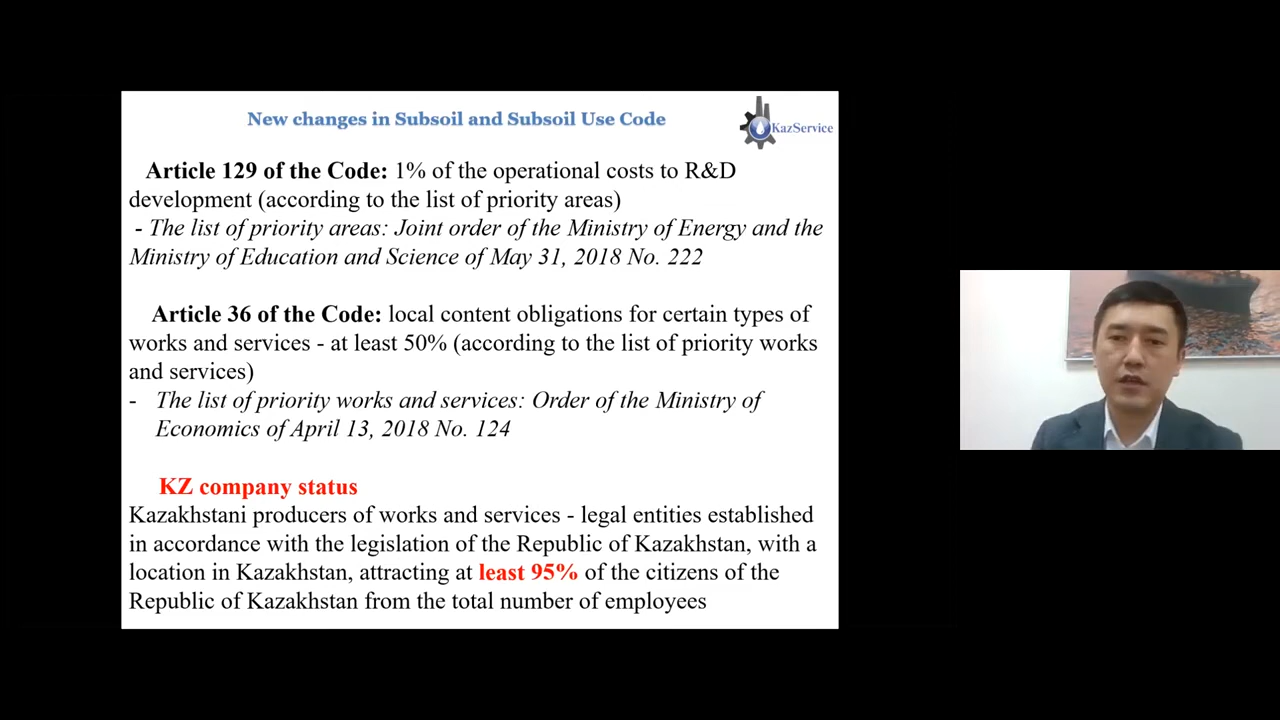 New changes in Subsoil and Subsoil Use Code
KazService
Article 129 of the Code: 1% of the operational costs to R&D
development (according to the list of priority areas)
- The list of priority areas: Joint order of the Ministry of Energy and the
Ministry of Education and Science of May 31, 2018 No. 222
Article 36 of the Code: local content obligations for certain types of
works and services - at least 50% (according to the list of priority works
and services)
- The list of priority works and services: Order of the Ministry of
Economics of April 13, 2018 No. 124
KZ company status
Kazakhstani producers of works and services - legal entities established
in accordance with the legislation of the Republic of Kazakhstan, with a
location in Kazakhstan, attracting at least 95% of the citizens of the
Republic of Kazakhstan from the total number of employees